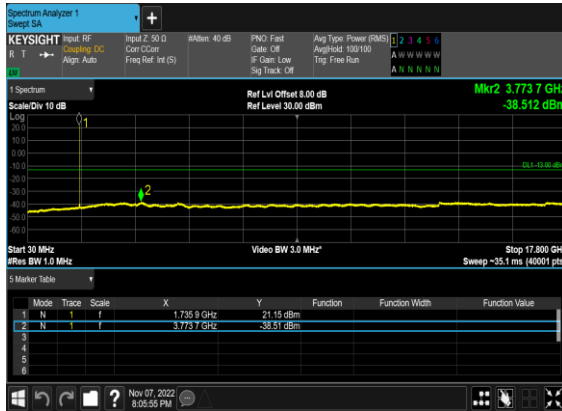 Spectrum Analyzer 1
Swept SA
+
KEYSIGHT Input: RF Input Z: 50 Ω #Atten: 40 dB PNO: Fast Avg Type: Power (RMS) 1 2 3 4 5 6
R T Coupling: DC Corr CCorr Gate: Off Avg|Hold: 100/100 A W W W W W
Align: Auto Freq Ref: Int (S) IF Gain: Low Trig: Free Run
Sig Track: Off A N N N N N
1 Spectrum Ref Lvl Offset 8.00 dB Mkr2 3.773 7 GHz
Scale/Div 10 dB Ref Level 30.00 dBm -38.512 dBm
Log
20.0
10.0
0.00
-10.0
-20.0
-30.0
-40.0
-50.0
-60.0
1
2
DL1 -13.00 dBm
Start 30 MHz Video BW 3.0 MHz* Stop 17.800 GH
#Res BW 1.0 MHz Sweep ~35.1 ms (40001 pts
5 Marker Table
Mode Trace Scale X Y Function Function Width Function Value
1 N 1 f 1.735 9 GHz 21.15 dBm
2 N 1 f 3.773 7 GHz -38.51 dBm
3
4
5
6
? Nov 07, 2022
8:05:55 PM